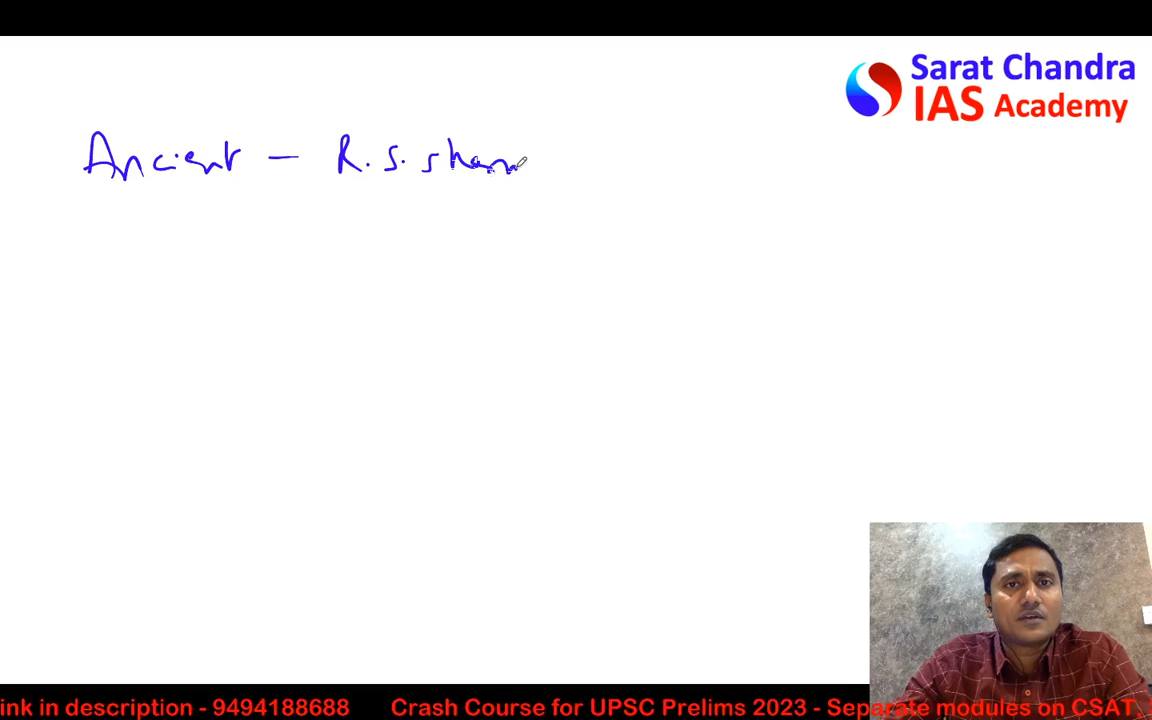 Sarat Chandra
IAS Academy
Ancient – R. S. Sharm
ink in description - 9494188688 Crash Course for UPSC Prelims 2023 - Separate modules on CSAT,